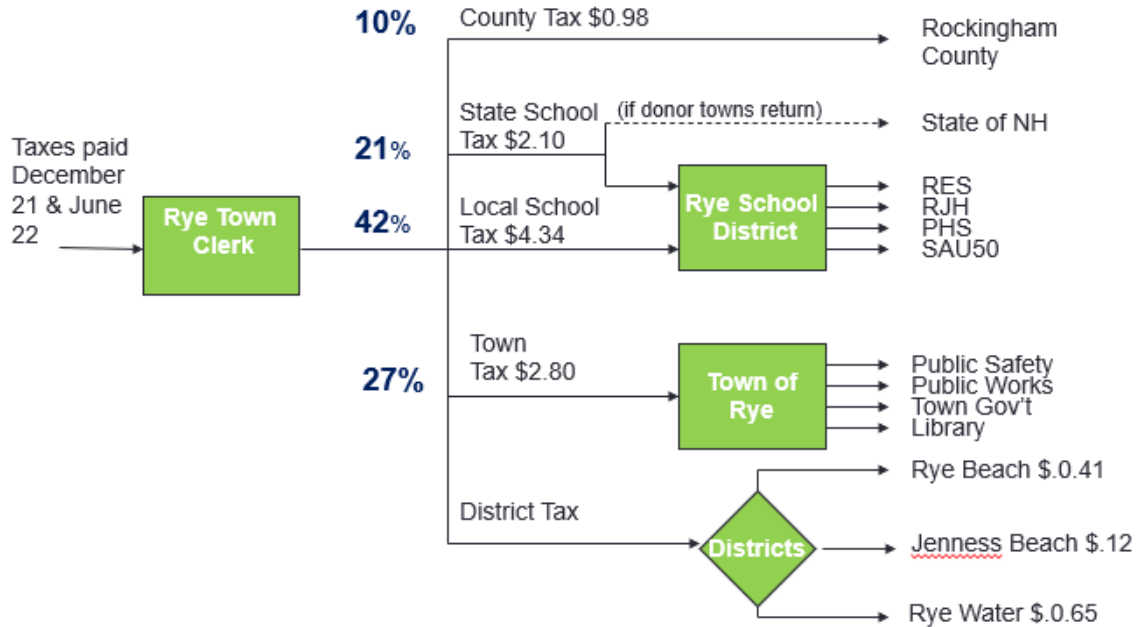 10%
County Tax $0.98
Rockingham
County
State School
Tax $2.10
(if donor towns return)
State of NH
21%
Taxes paid
December
21 & June
22
Rye Town
Clerk
42%
Local School
Tax $4.34
Rye School
District
RES
RJH
PHS
SAU50
27%
Town
Tax $2.80
Town of
Rye
Public Safety
Public Works
Town Gov't
Library
District Tax
Districts
Rye Beach $.0.41
Jenness Beach $.12
Rye Water $.0.65